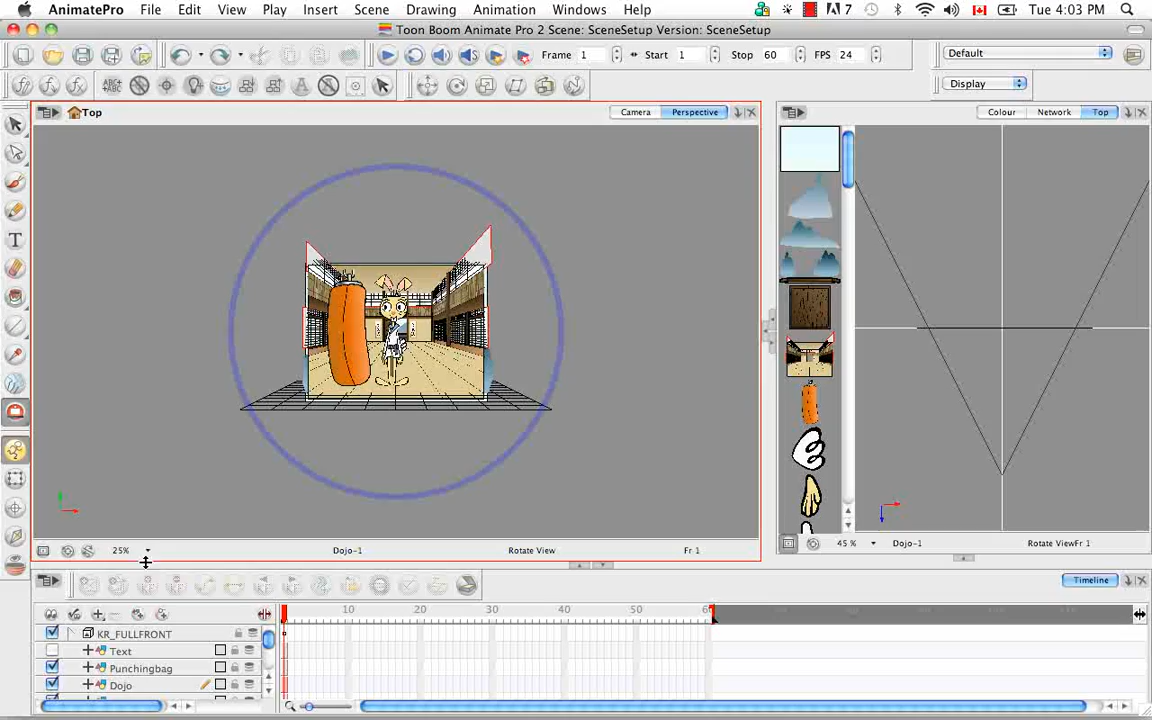 AnimatePro File Edit View Play Insert Scene Drawing Animation Windows Help 7 Tue 4:03 PM
Toon Boom Animate Pro 2 Scene: SceneSetup Version: SceneSetup
Frame 1 Start 1 Stop 60 FPS 24 Default
Display
Top Camera Perspective Colour Network Top
25% Dojo-1 Rotate View Fr 1 45 % Dojo-1 Rotate View Fr 1
Timeline
10 20 30 40 50 60
KR_FULLFRONT
Text
Punchingbag
Dojo